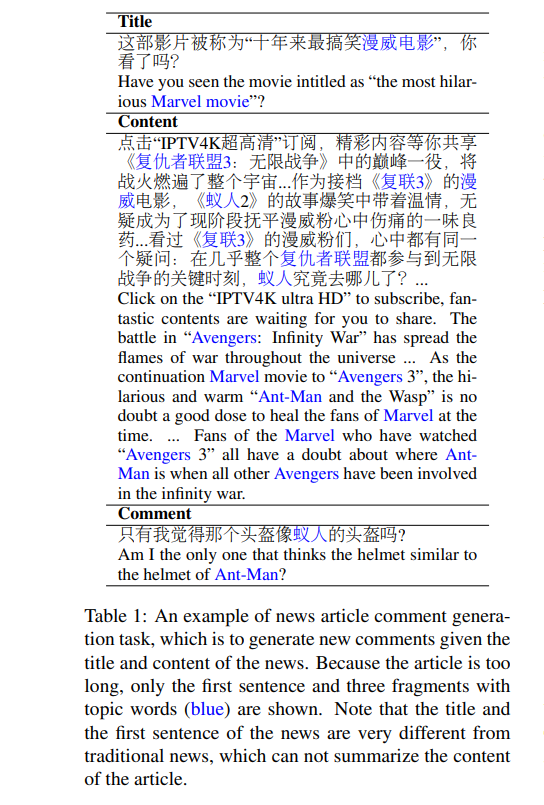 Title
这部影片被称为“十年来最搞笑漫威电影”，你
看了吗？
Have you seen the movie intitled as “the most hilar-
ious Marvel movie”?
Content
点击“IPTV4K超高清”订阅，精彩内容等你共享
《复仇者联盟3：无限战争》中的巅峰一役，将
战火燃遍了整个宇宙...作为接档《复联3》的漫
威电影，《蚁人2》的故事爆笑中带着温情，无
疑成为了现阶段抚平漫威粉心中伤痛的一味良
药...看过《复联3》的漫威粉们，心中都有同一
个疑问：在几乎整个复仇者联盟都参与到无限
战争的关键时刻，蚁人究竟去哪儿了？...
Click on the “IPTV4K ultra HD” to subscribe, fan-
tastic contents are waiting for you to share. The
battle in “Avengers: Infinity War” has spread the
flames of war throughout the universe ... As the
continuation Marvel movie to “Avengers 3”, the hi-
larious and warm “Ant-Man and the Wasp” is no
doubt a good dose to heal the fans of Marvel at the
time. ... Fans of the Marvel who have watched
“Avengers 3” all have a doubt about where Ant-
Man is when all other Avengers have been involved
in the infinity war.
Comment
只有我觉得那个头盔像蚁人的头盔吗?
Am I the only one that thinks the helmet similar to
the helmet of Ant-Man?
Table 1: An example of news article comment genera-
tion task, which is to generate new comments given the
title and content of the news. Because the article is too
long, only the first sentence and three fragments with
topic words (blue) are shown. Note that the title and
the first sentence of the news are very different from
traditional news, which can not summarize the content
of the article.